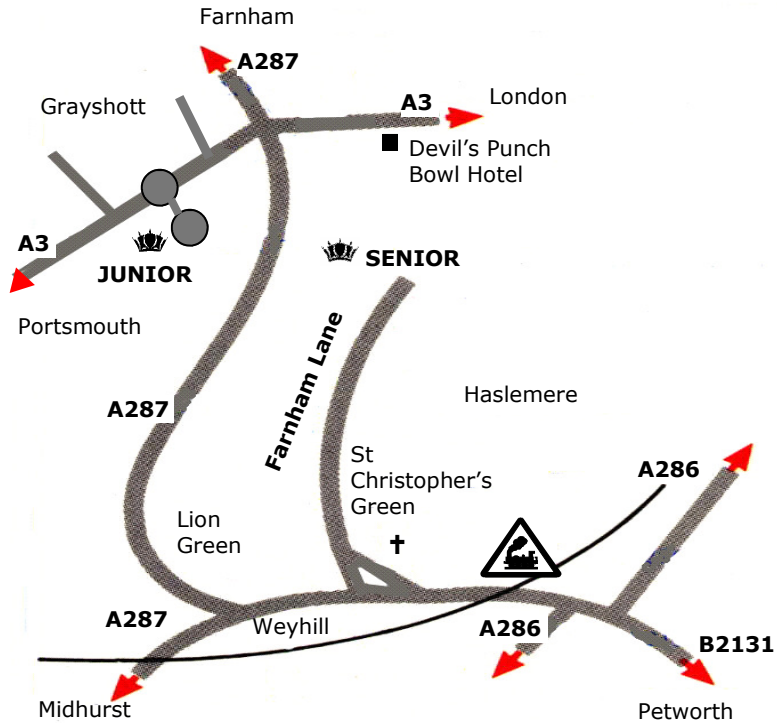 Farnham
A287
Grayshott
A3
London
Devil's Punch
Bowl Hotel
A3
JUNIOR
SENIOR
Portsmouth
Farnham Lane
A287
Haslemere
St
Christopher's
Green
A286
Lion
Green
A287
Weyhill
A286
B2131
Midhurst
Petworth